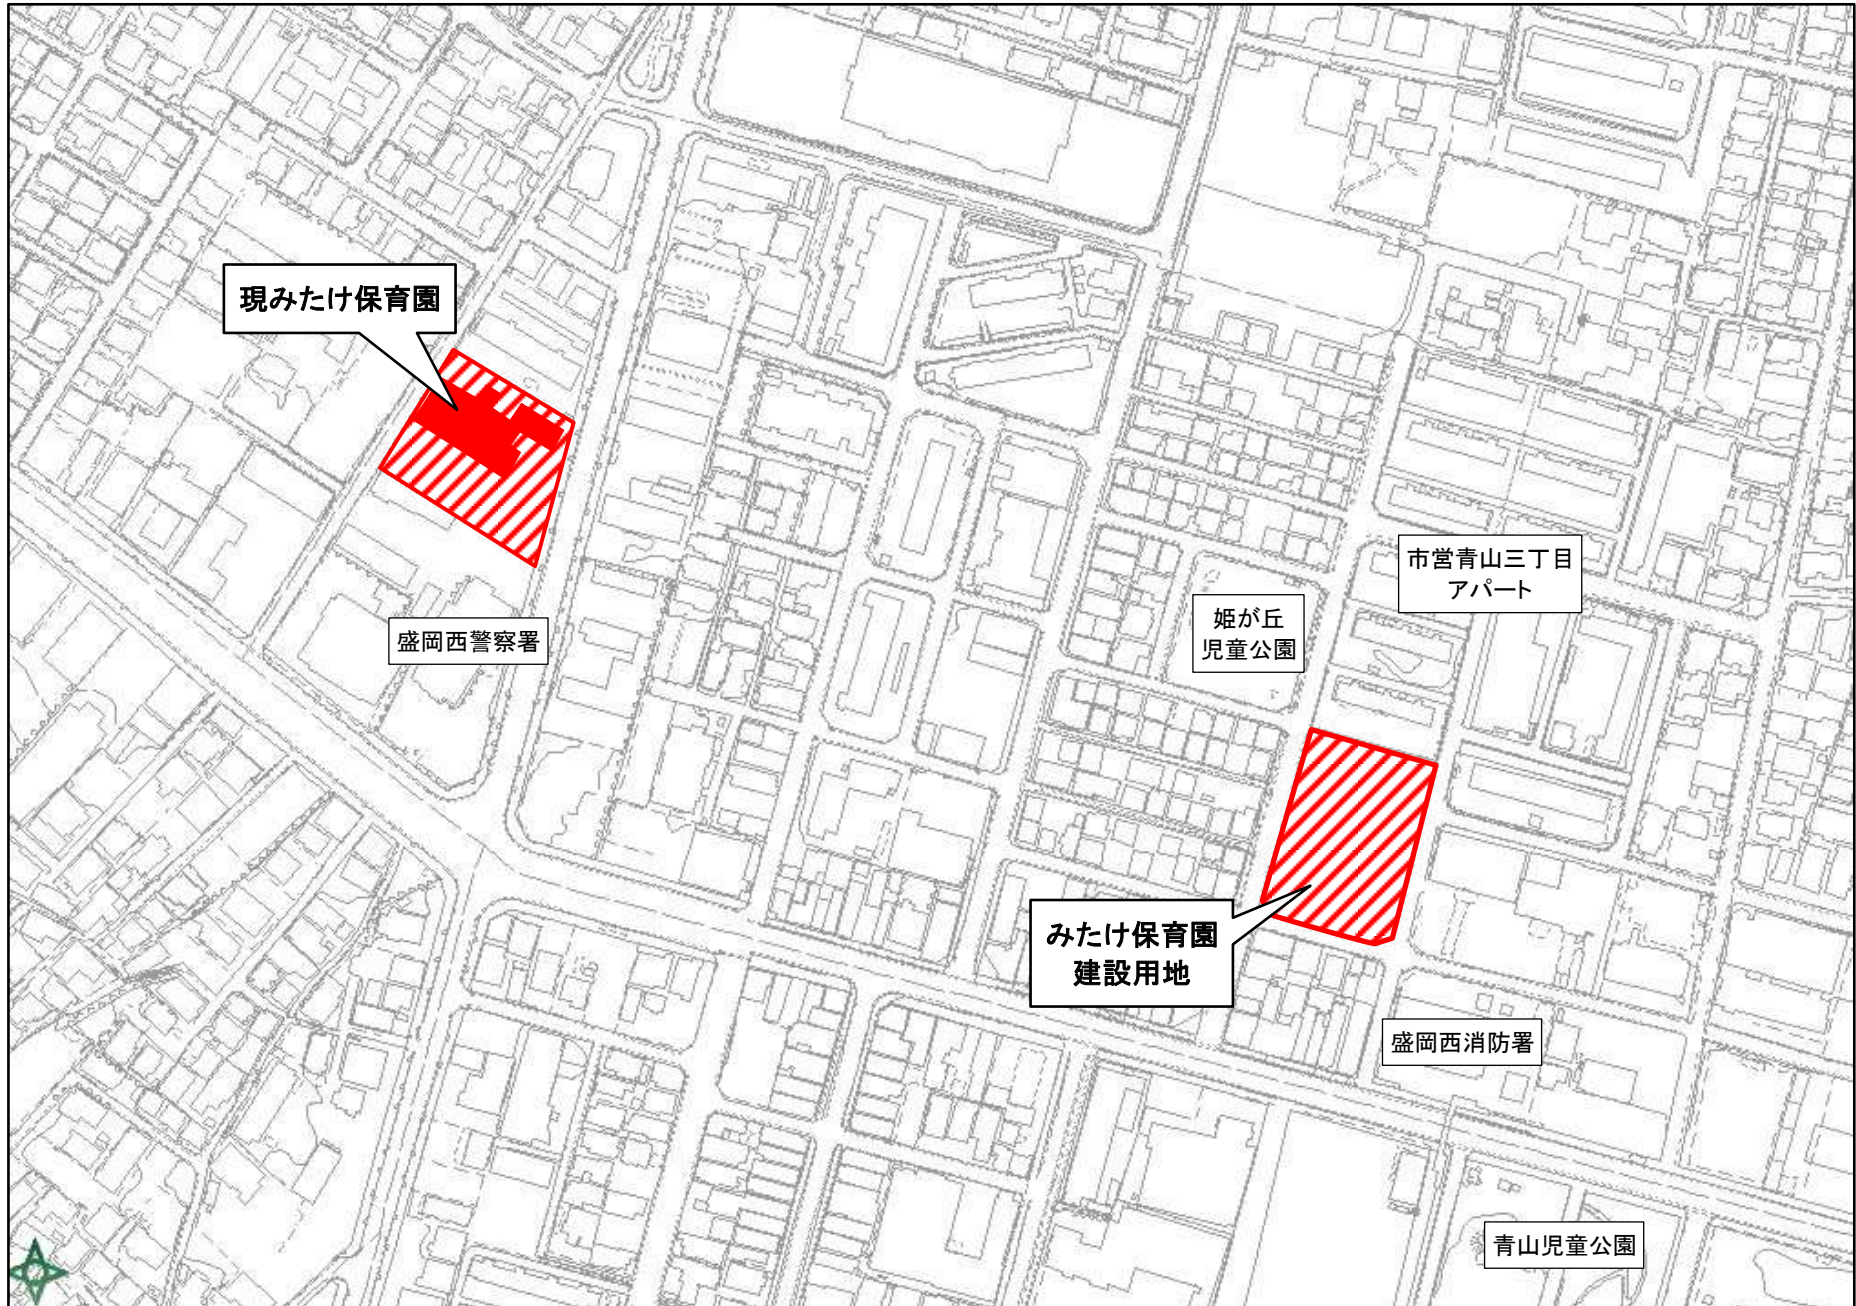 現みたけ保育園
市営青山三丁目
アパート
姫が丘
児童公園
盛岡西警察署
みたけ保育園
建設用地
盛岡西消防署
青山児童公園